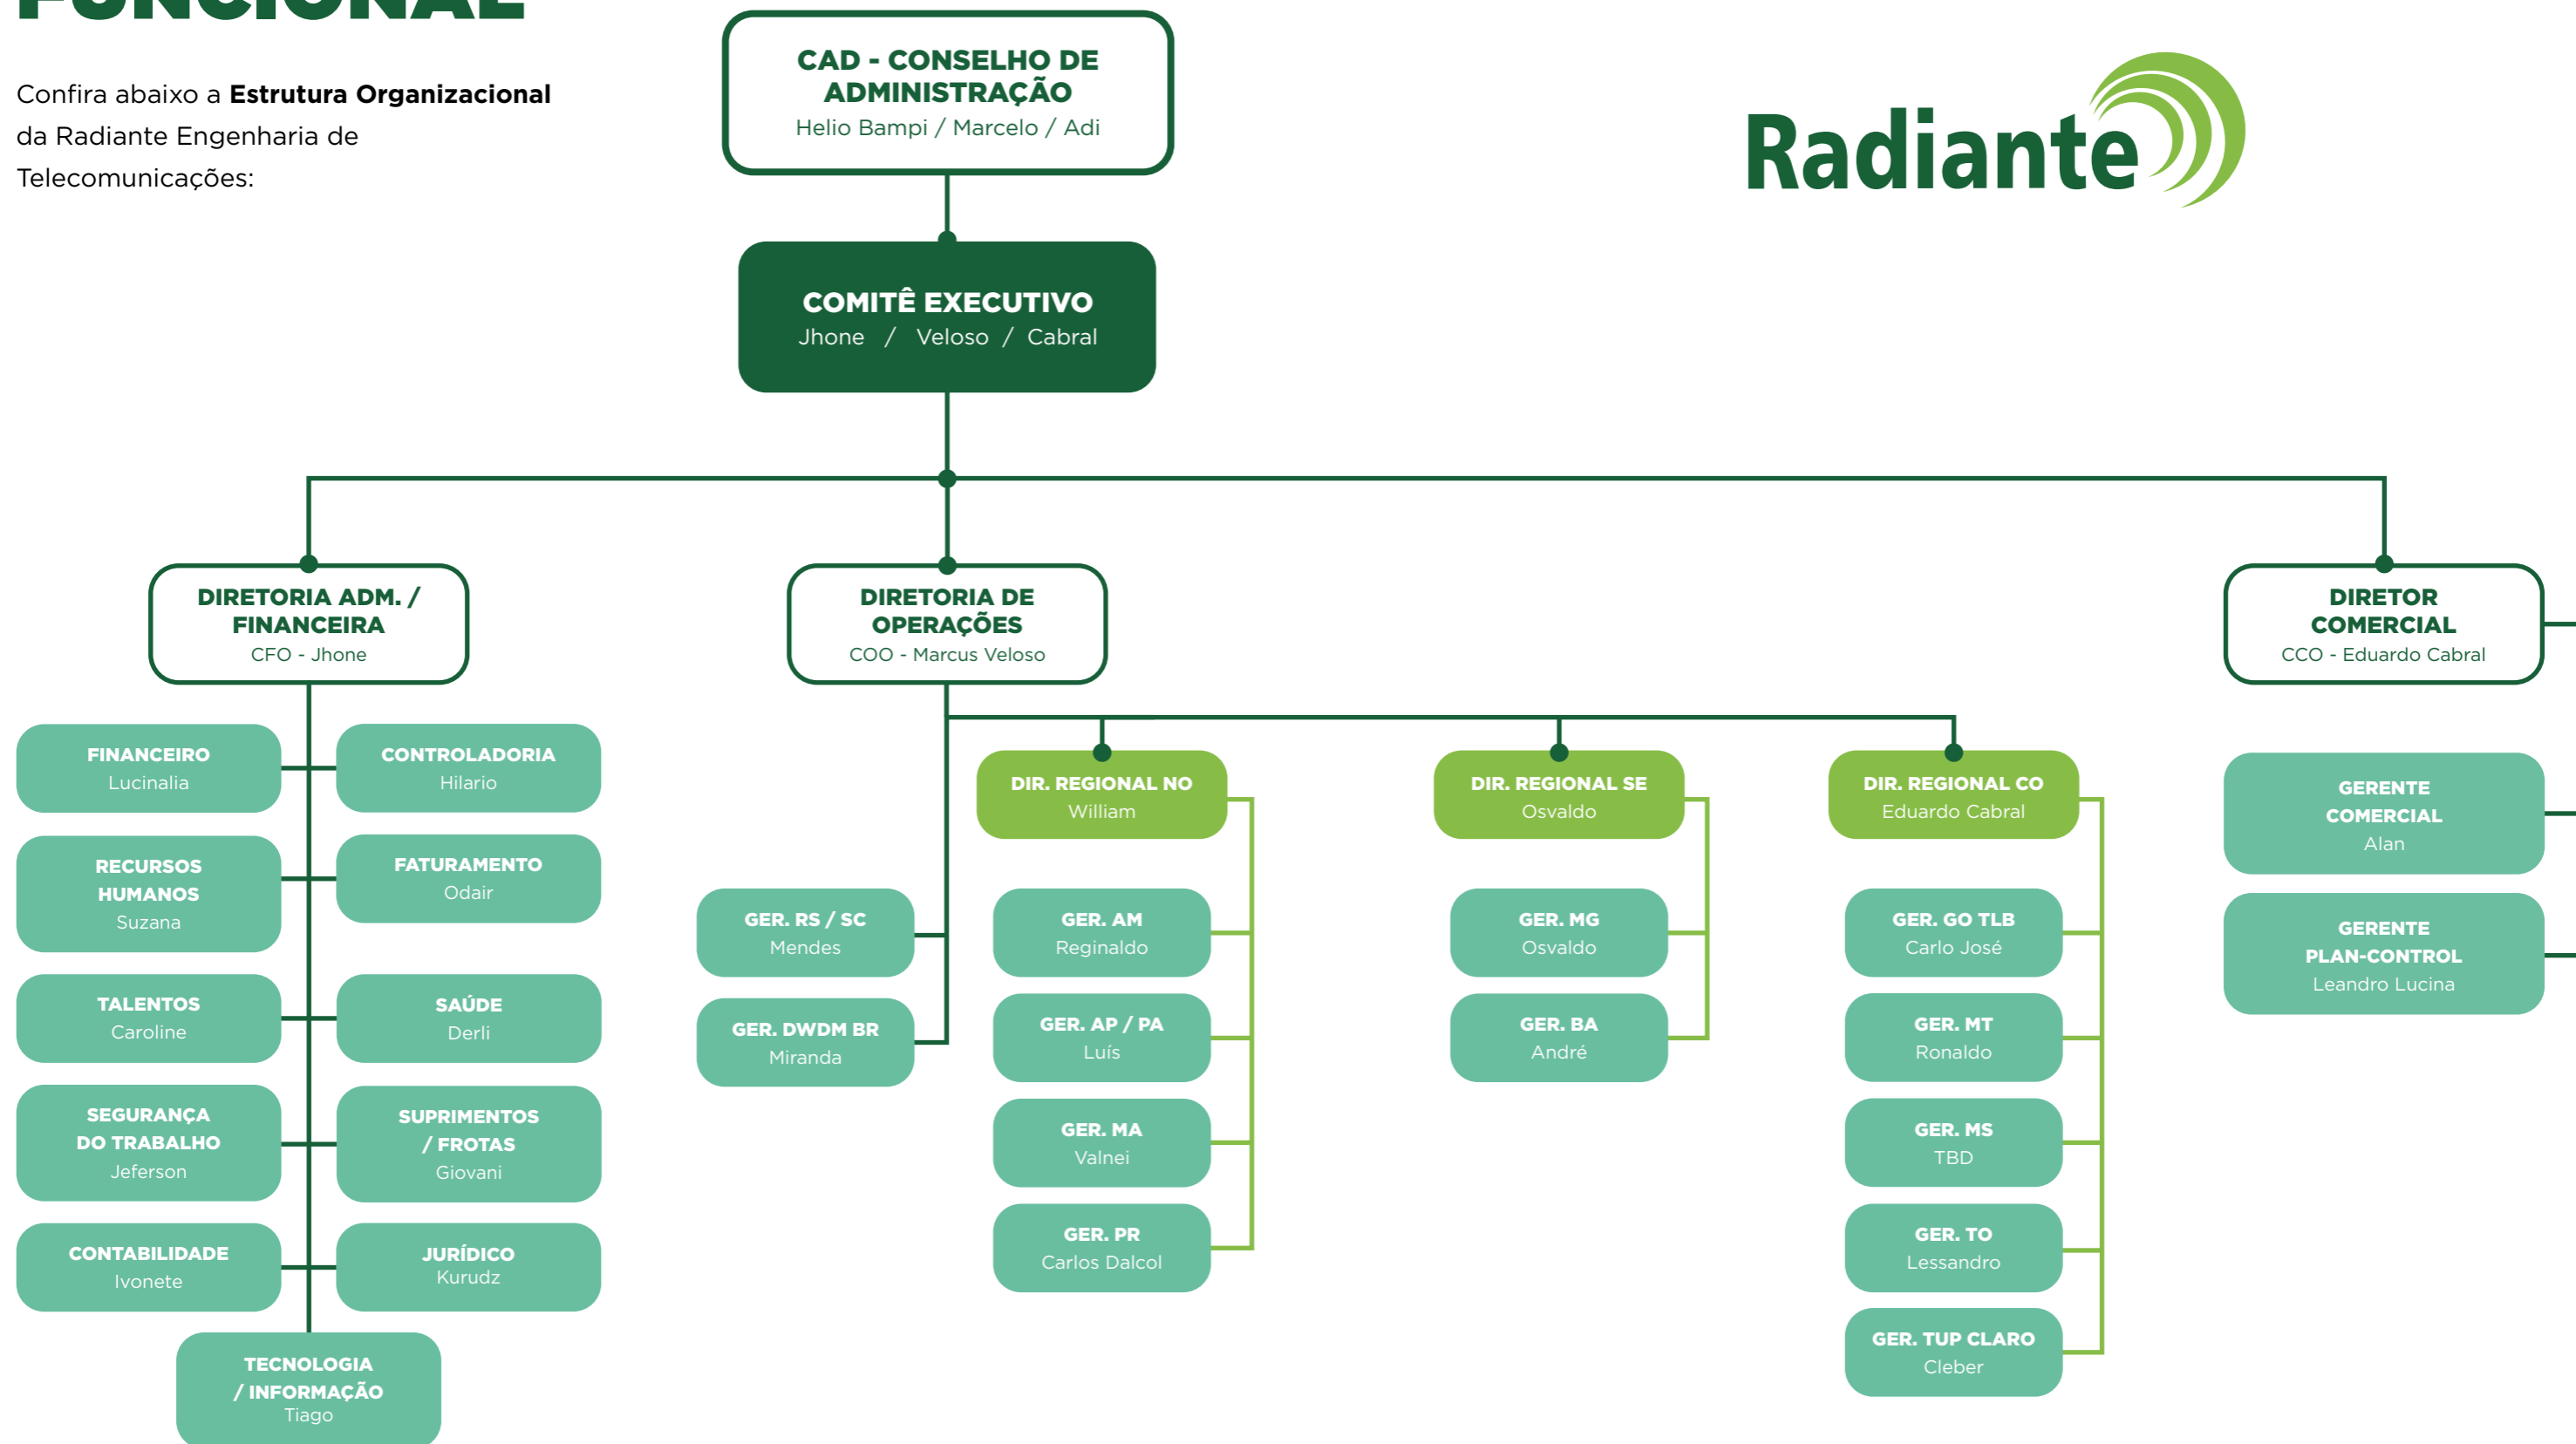 FUNCIONAL
Confira abaixo a Estrutura Organizacional
da Radiante Engenharia de
Telecomunicações:
CAD - CONSELHO DE
ADMINISTRAÇÃO
Helio Bampi / Marcelo / Adi
Radiante
COMITÊ EXECUTIVO
Jhone / Veloso / Cabral
DIRETORIA ADM. /
FINANCEIRA
CFO - Jhone
DIRETORIA DE
OPERAÇÕES
COO - Marcus Veloso
DIRETOR
COMERCIAL
CCO - Eduardo Cabral
FINANCEIRO
Lucinalia
CONTROLADORIA
Hilario
RECURSOS
HUMANOS
Suzana
FATURAMENTO
Odair
TALENTOS
Caroline
SAÚDE
Derli
SEGURANÇA
DO TRABALHO
Jeferson
SUPRIMENTOS
/ FROTAS
Giovani
CONTABILIDADE
Ivonete
JURÍDICO
Kurudz
TECNOLOGIA
/ INFORMAÇÃO
Tiago
GER. RS / SC
Mendes
GER. DWDM BR
Miranda
DIR. REGIONAL NO
William
GER. AM
Reginaldo
GER. AP / PA
Luís
GER. MA
Valnei
GER. PR
Carlos Dalcol
DIR. REGIONAL SE
Osvaldo
GER. MG
Osvaldo
GER. BA
André
DIR. REGIONAL CO
Eduardo Cabral
GER. GO TLB
Carlo José
GER. MT
Ronaldo
GER. MS
TBD
GER. TO
Lessandro
GER. TUP CLARO
Cleber
GERENTE
COMERCIAL
Alan
GERENTE
PLAN-CONTROL
Leandro Lucina